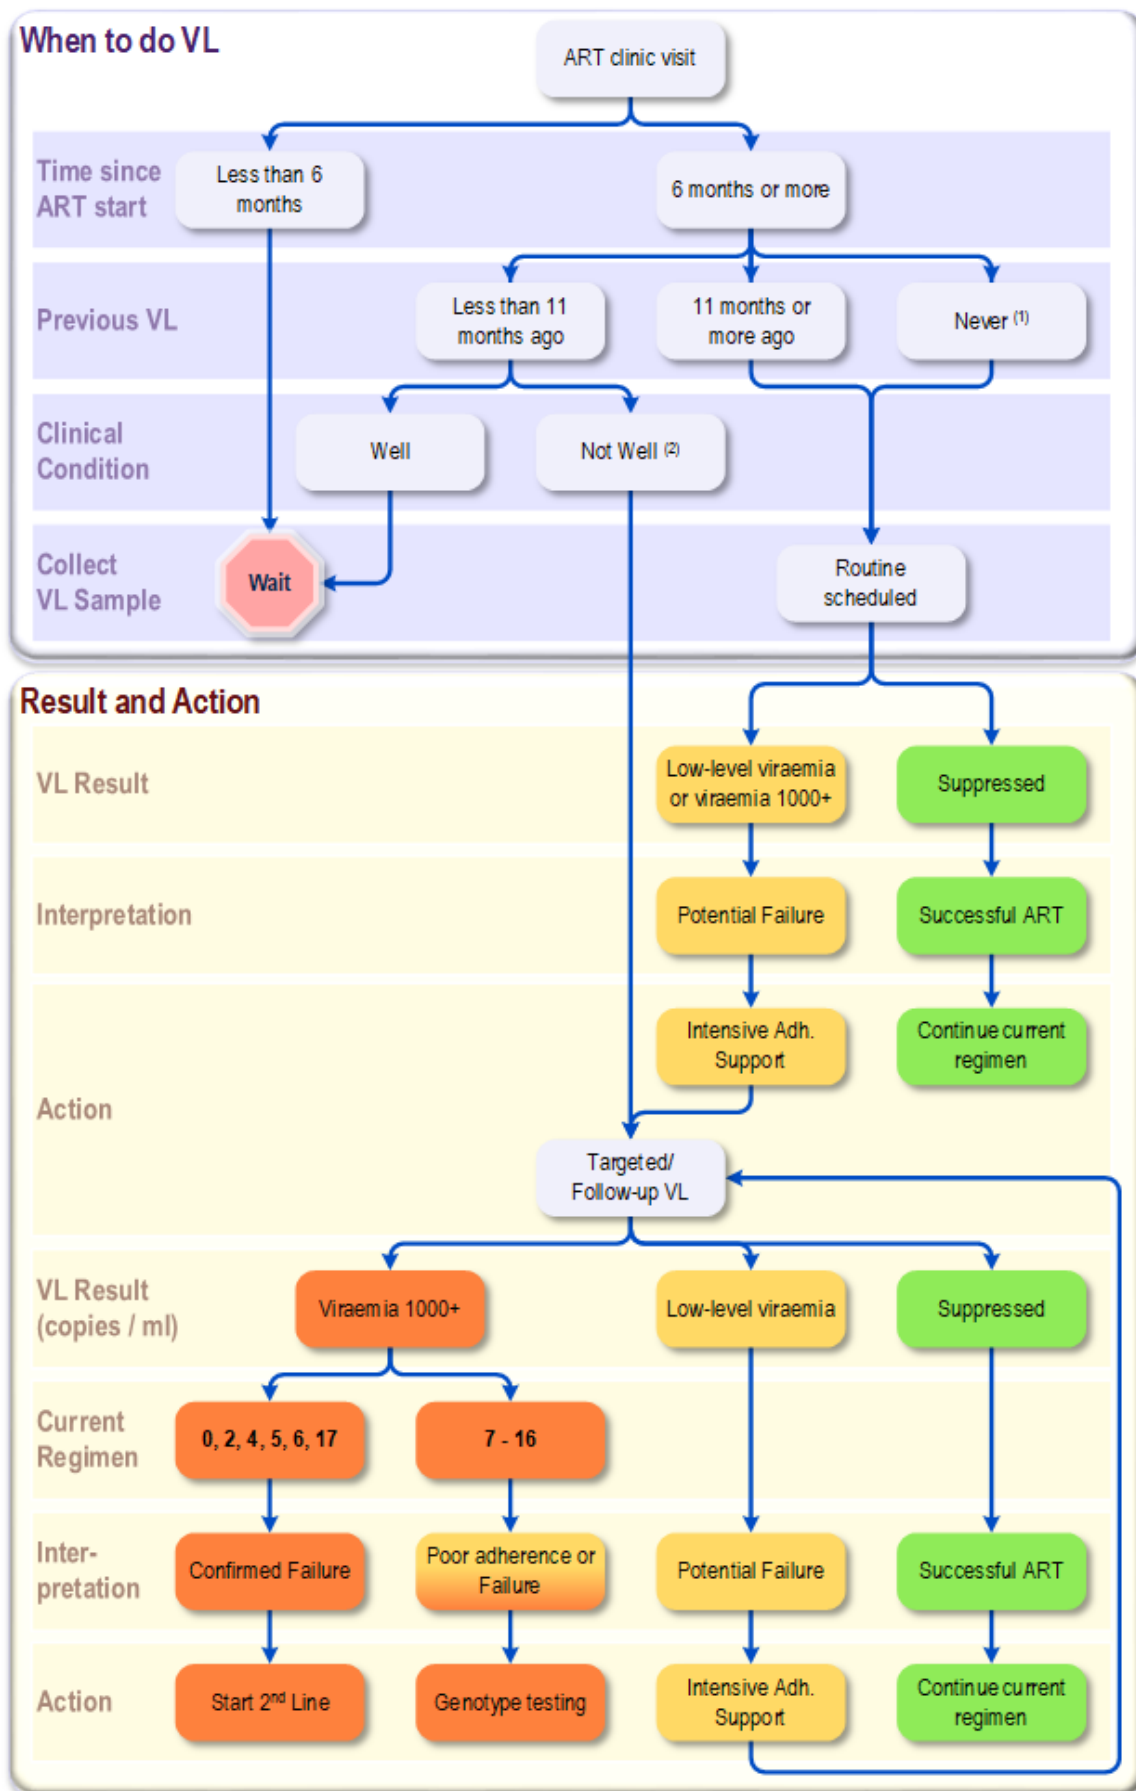 When to do VL
ART clinic visit
Time since
ART start
Less than 6
months
6 months or more
Previous VL
Less than 11
months ago
11 months or
more ago
Never (1)
Clinical
Condition
Well
Not Well (2)
Collect
VL Sample
Wait
Routine
scheduled
Result and Action
VL Result
Low-level viraemia
or viraemia 1000+
Suppressed
Interpretation
Potential Failure
Successful ART
Action
Intensive Adh.
Support
Continue current
regimen
Targeted/
Follow-up VL
VL Result
(copies / ml)
Viraemia 1000+
Low-level viraemia
Suppressed
Current
Regimen
0, 2, 4, 5, 6, 17
7 - 16
Inter-
pretation
Confirmed Failure
Poor adherence or
Failure
Potential Failure
Successful ART
Action
Start 2nd Line
Genotype testing
Intensive Adh.
Support
Continue current
regimen